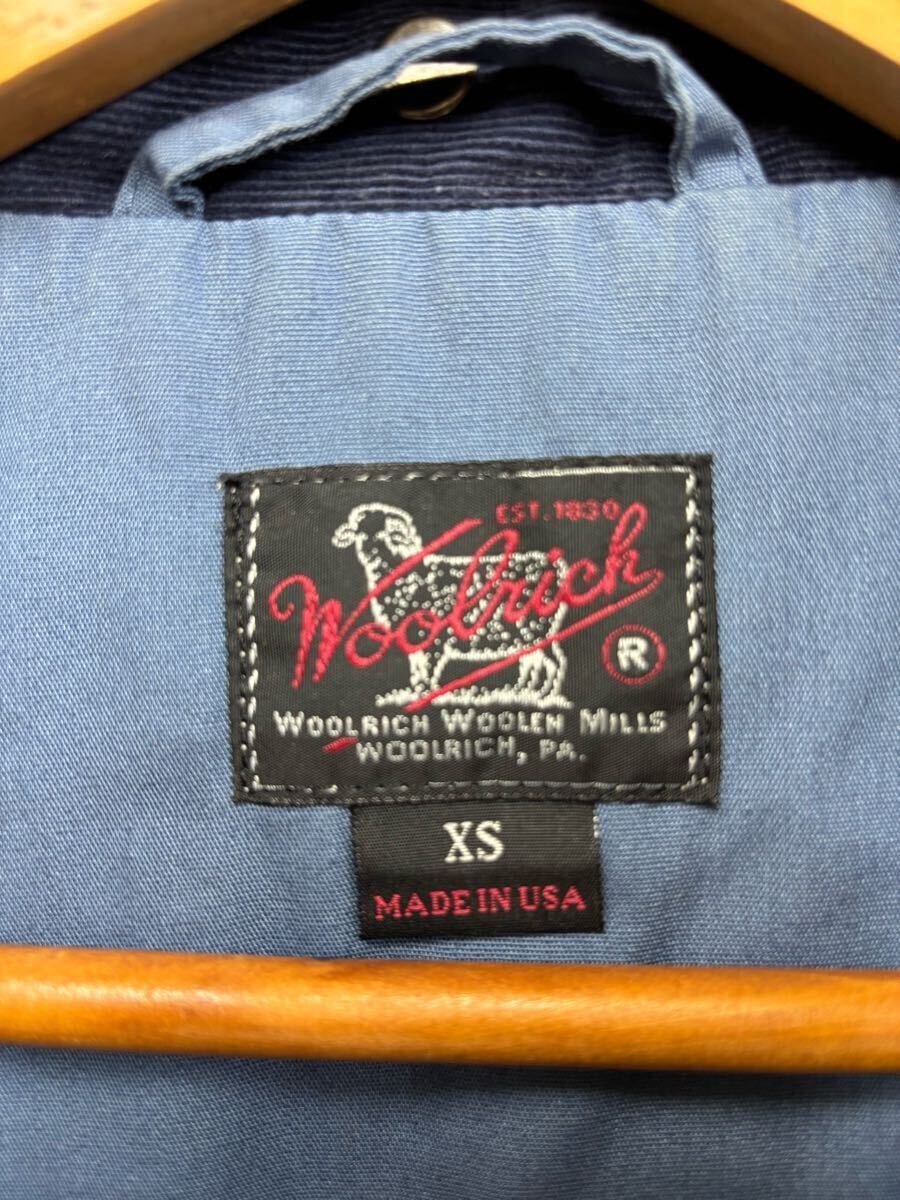 EST. 1830
Woolrich
R
WOOLRICH WOOLEN MILLS
WOOLRICH, PA.
XS
MADE IN USA